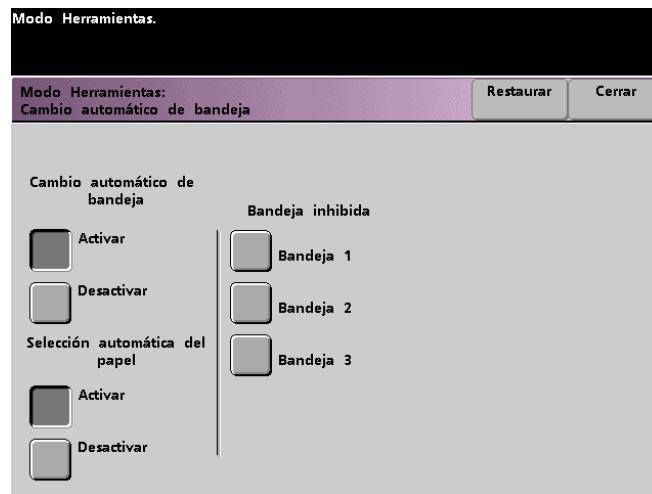 Modo Herramientas.
Modo Herramientas:
Cambio automático de bandeja
Restaurar
Cerrar
Cambio automático de
bandeja
Activar
Desactivar
Selección automática del
papel
Activar
Desactivar
Bandeja inhibida
Bandeja 1
Bandeja 2
Bandeja 3